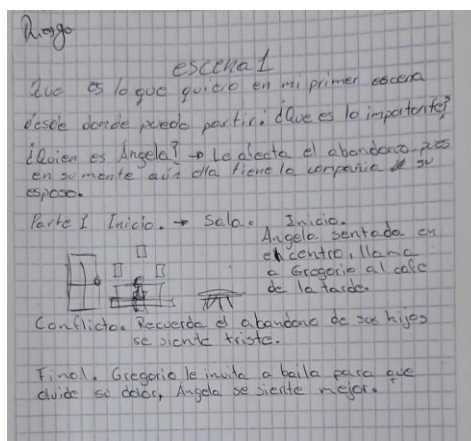 Diego
escena 1
Que es lo que quiero en mi primer escena
desde donde puedo partir. ¿Que es lo importante?
¿Quien es Angela? → Le afecta el abandono pues
en su mente aún ella tiene la compañia su
esposo.
Parte 1 Inicio. → Sala. Inicio.
Angela sentada en
el centro, llama
a Gregorio al cafe
de la tarde.
Conflicto. Recuerda el abandono de sus hijos
se siente triste.
Final. Gregorio le invita a baila para que
olvide su dolor, Angela se siente mejor.